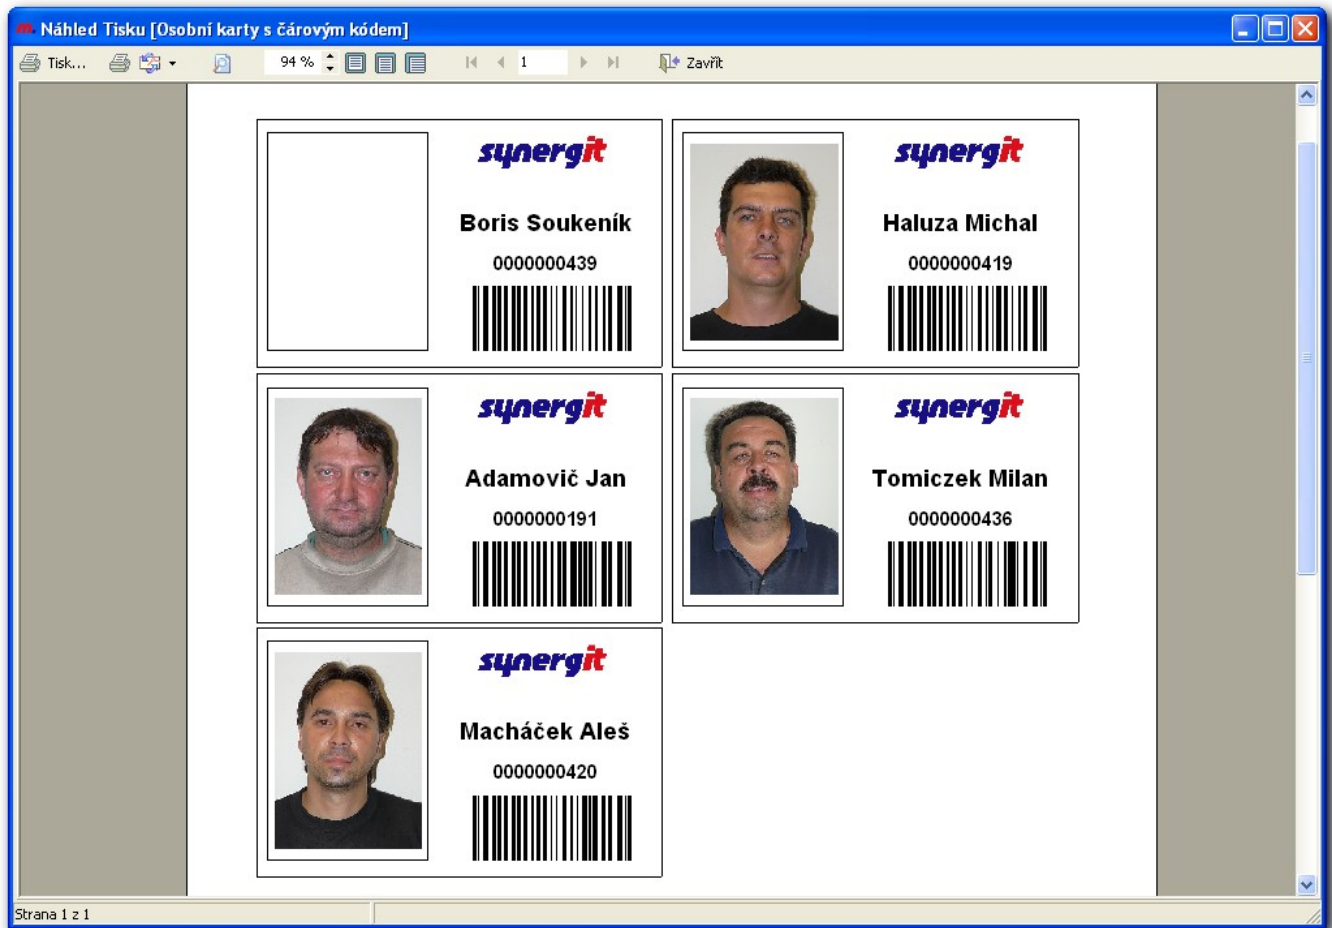 m. Náhled Tisku [Osobní karty s čárovým kódem]
Tisk... 94 % 1 Zavřít
synergit
Boris Soukeník
0000000439
synergit
Haluza Michal
0000000419
synergit
Adamovič Jan
0000000191
synergit
Tomiczek Milan
0000000436
synergit
Macháček Aleš
0000000420
Strana 1 z 1